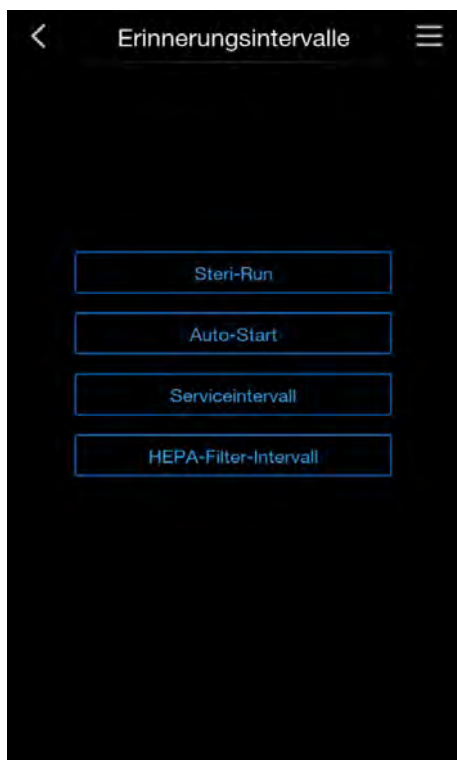 Erinnerungsintervalle
Steri-Run
Auto-Start
Serviceintervall
HEPA-Filter-Intervall